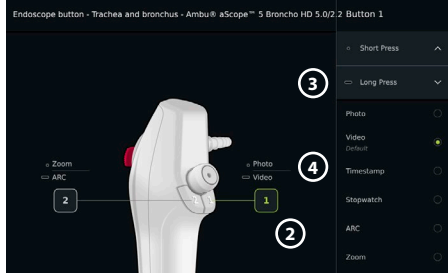 Endoscope button - Trachea and bronchus - Ambu® aScope™ 5 Broncho HD 5.0/2.2 Button 1
Short Press
3
Long Press
Photo
Video
Default
Zoom
ARC
Photo
Video
4
Timestamp
2
1
Stopwatch
2
ARC
Zoom